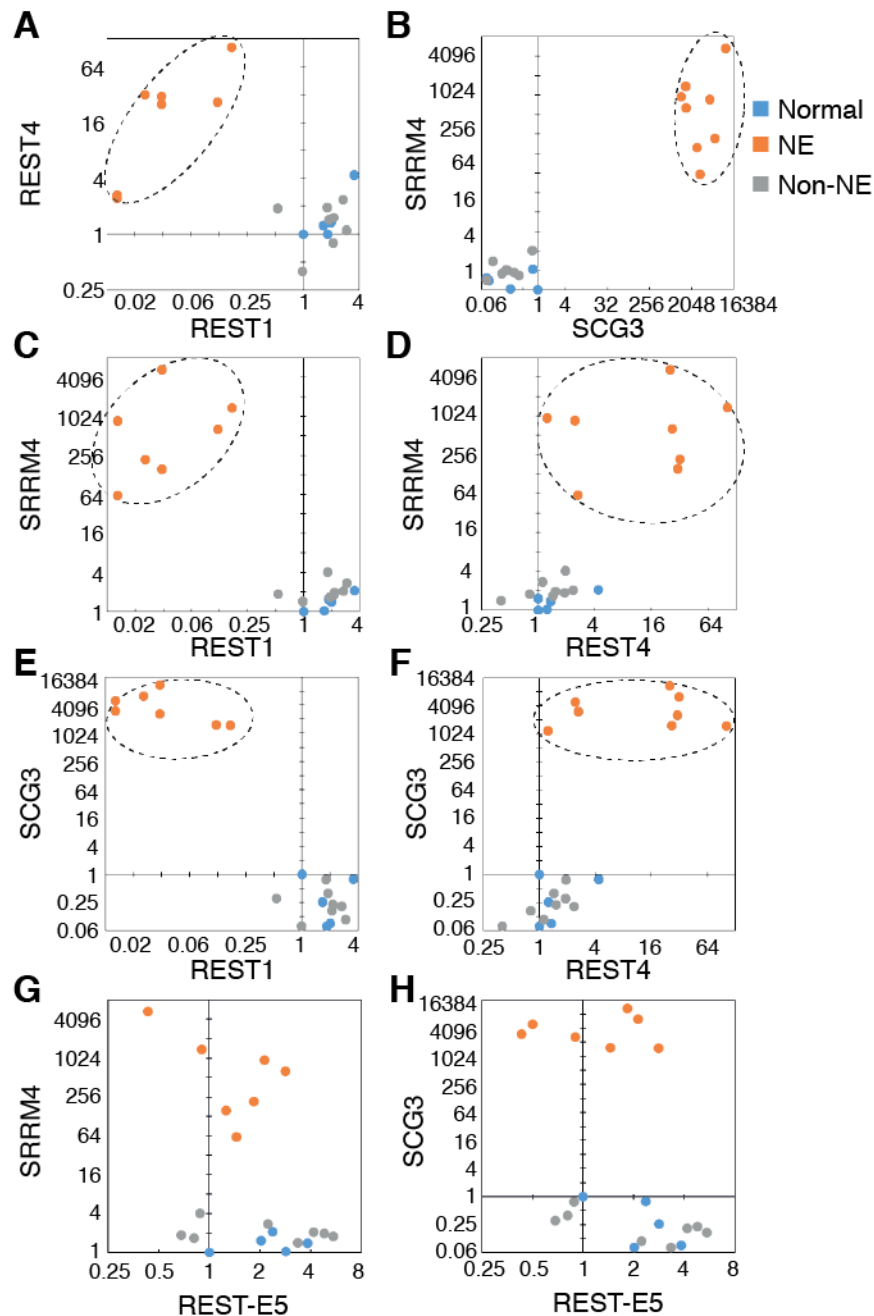 A
REST4
64
16
4
1
0.25
0.02 0.06 0.25 1 4
REST1
B
SRRM4
4096
1024
256
64
16
4
1
0.06 1 4 32 256 2048 16384
SCG3
Normal
NE
Non-NE
C
SRRM4
4096
1024
256
64
16
4
1
0.02 0.06 0.25 1 4
REST1
D
SRRM4
4096
1024
256
64
16
4
1
0.25 1 4 16 64
REST4
E
SCG3
16384
4096
1024
256
64
16
4
1
0.25
0.06
0.02 0.06 0.25 1 4
REST1
F
SCG3
16384
4096
1024
256
64
16
4
1
0.25
0.06
0.25 1 4 16 64
REST4
G
SRRM4
4096
1024
256
64
16
4
1
0.25 0.5 1 2 4 8
REST-E5
H
SCG3
16384
4096
1024
256
64
16
4
1
0.25
0.06
0.25 0.5 1 2 4 8
REST-E5